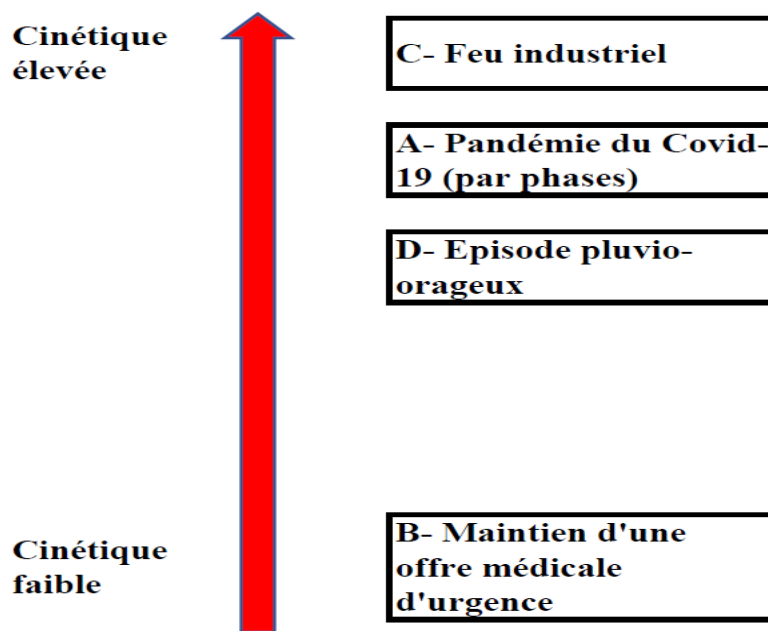 Cinétique
élevée
C- Feu industriel
A- Pandémie du Covid-
19 (par phases)
D- Episode pluvio-
orageux
Cinétique
faible
B- Maintien d'une
offre médicale
d'urgence